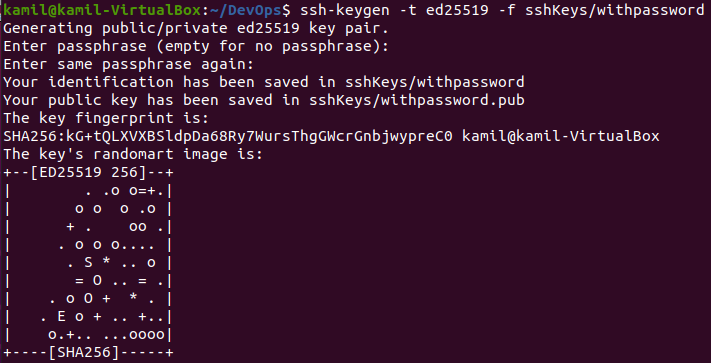 kamil@kamil-VirtualBox:~/DevOps$ ssh-keygen -t ed25519 -f sshKeys/withpassword
Generating public/private ed25519 key pair.
Enter passphrase (empty for no passphrase):
Enter same passphrase again:
Your identification has been saved in sshKeys/withpassword
Your public key has been saved in sshKeys/withpassword.pub
The key fingerprint is:
SHA256:kG+tQLXVXBSldpDa68Ry7WursThgGWcrGnbjwypreC0 kamil@kamil-VirtualBox
The key's randomart image is:
+--[ED25519 256]--+
|        . .o o=+.|
|       o o  o .o |
|      + .    oo .|
|     . o o o.... |
|      . S * .. o |
|       = O .. = .|
|    . o O +  * . |
|   . E o + .. +..|
|    o.+.. ...oooo|
+----[SHA256]-----+